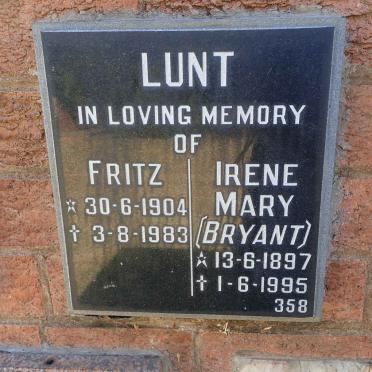 LUNT
IN LOVING MEMORY
OF
FRITZ
☆ 30-6-1904
† 3-8-1983
IRENE
MARY
(BRYANT)
☆ 13-6-1897
† 1-6-1995
358